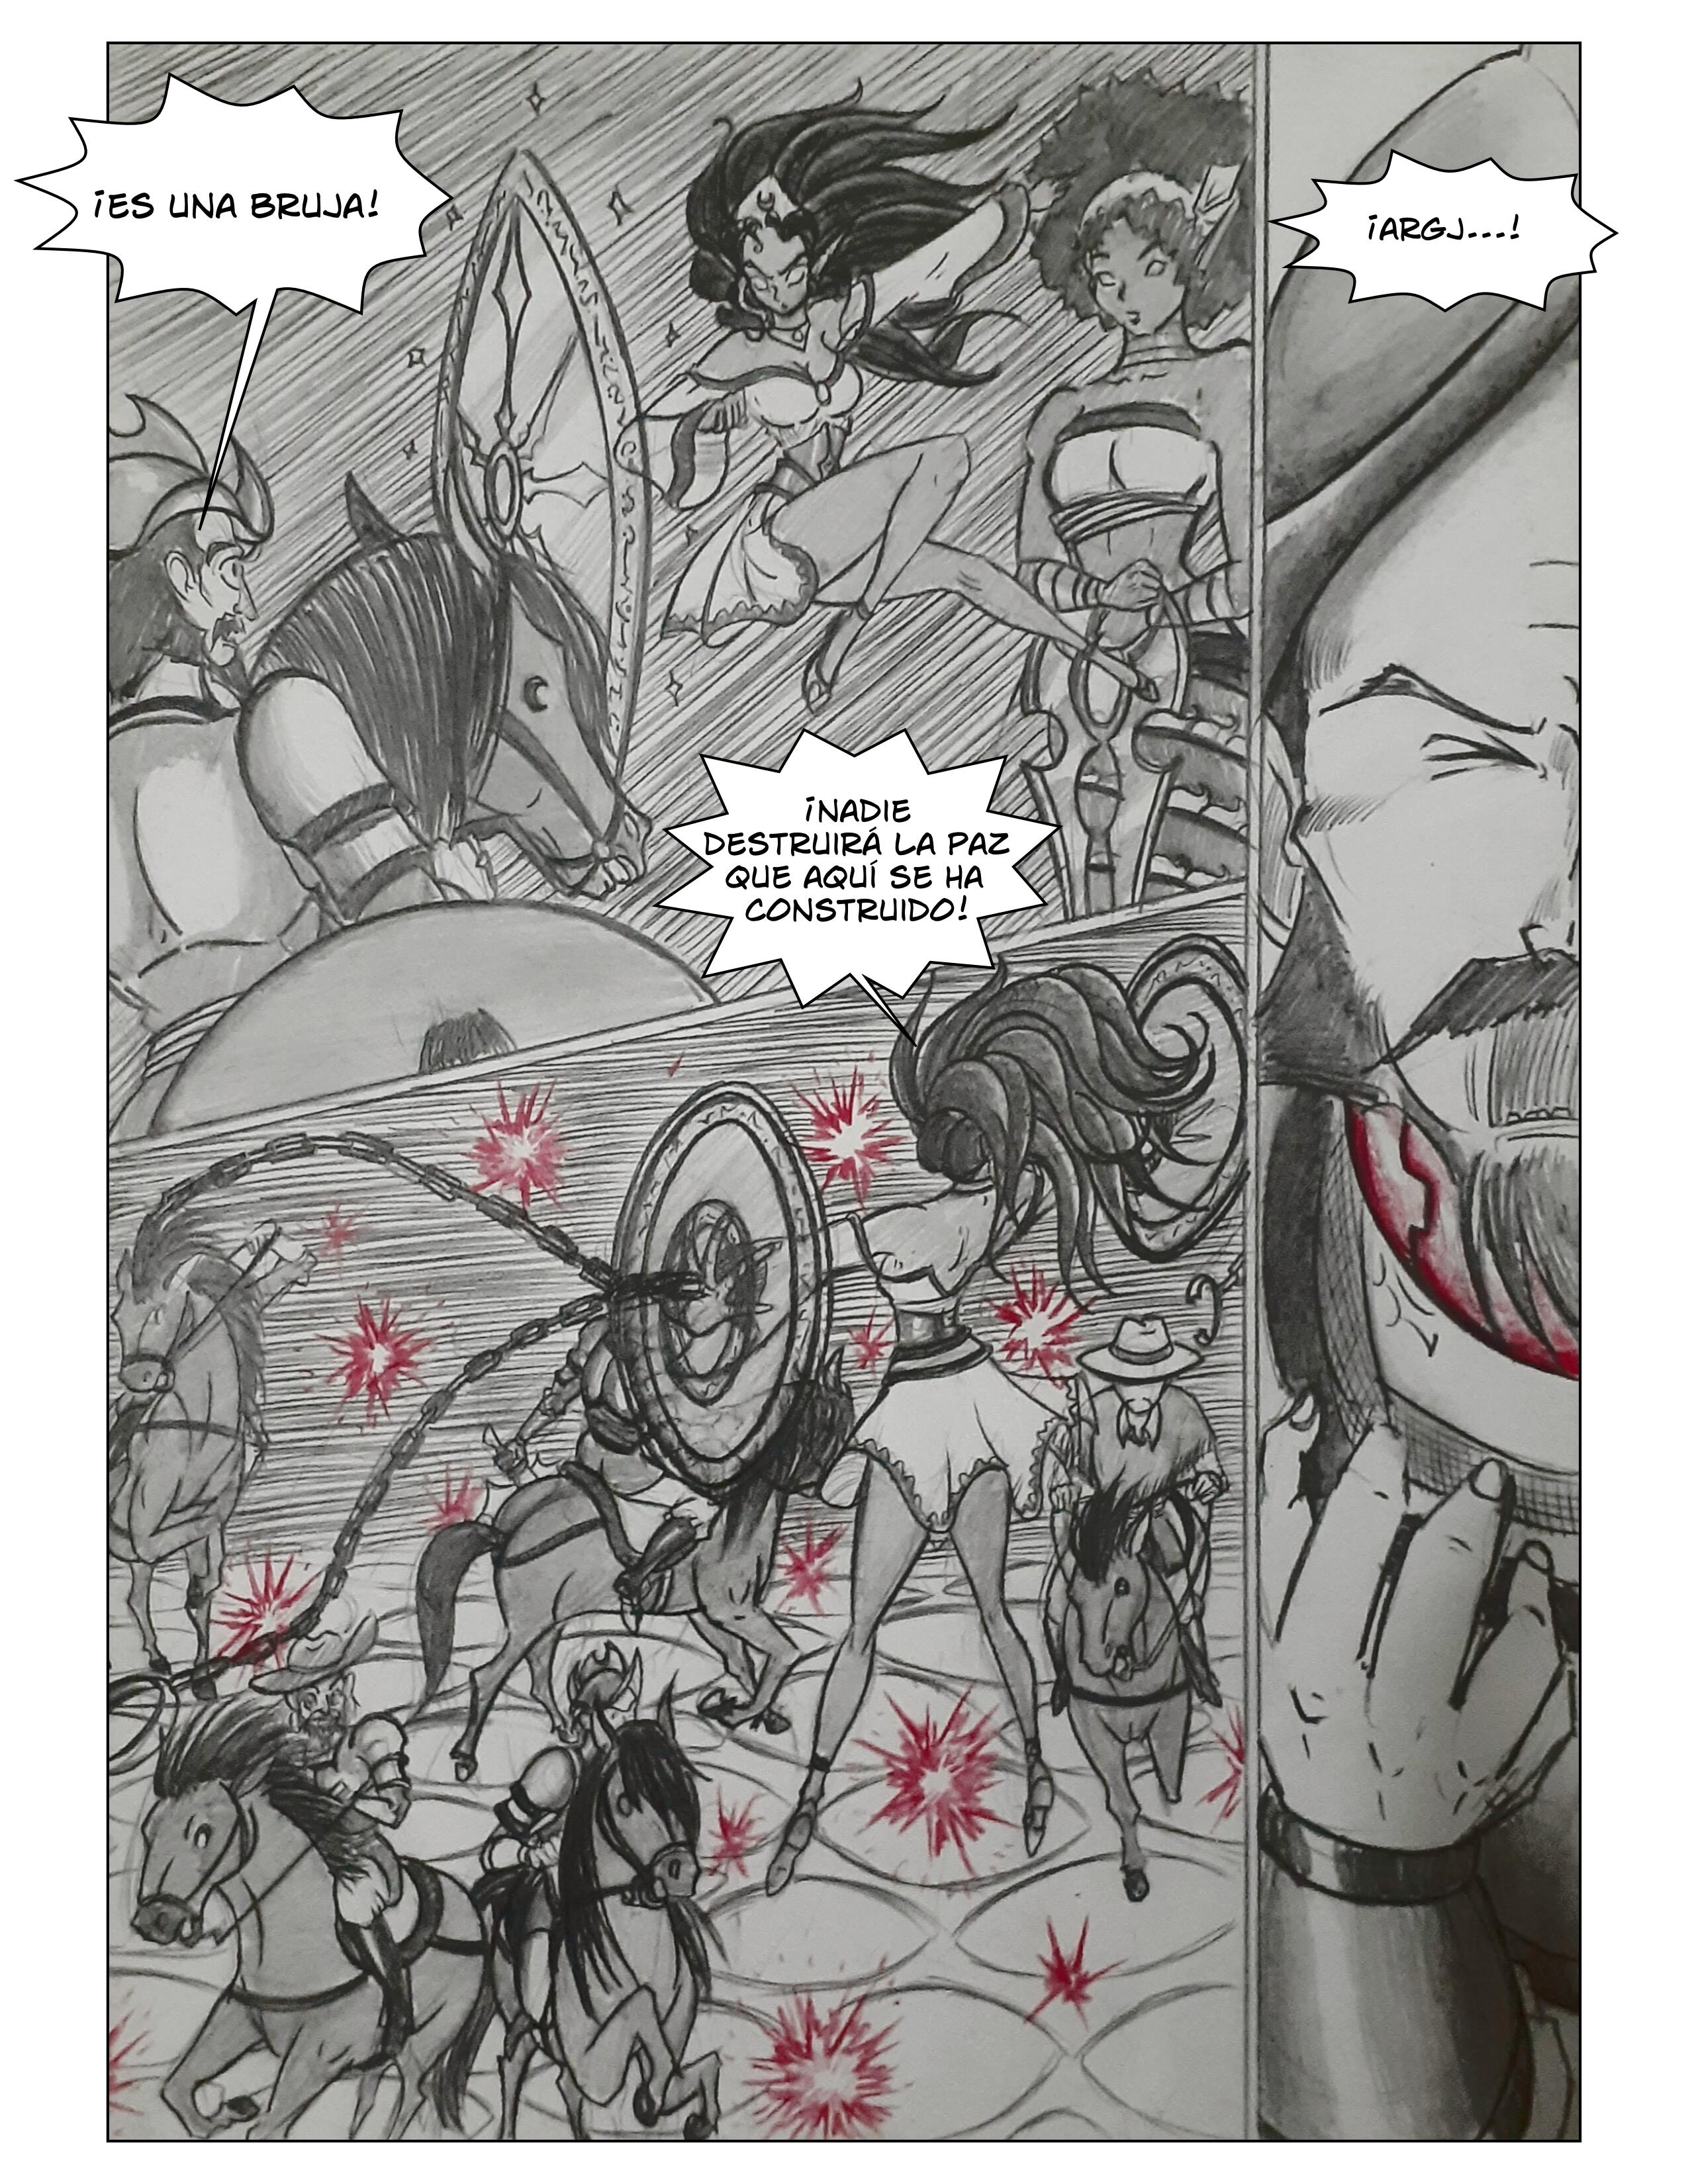 ¡ES UNA BRUJA!
¡ARGJ...!
¡NADIE
DESTRUIRÁ LA PAZ
QUE AQUÍ SE HA
CONSTRUIDO!